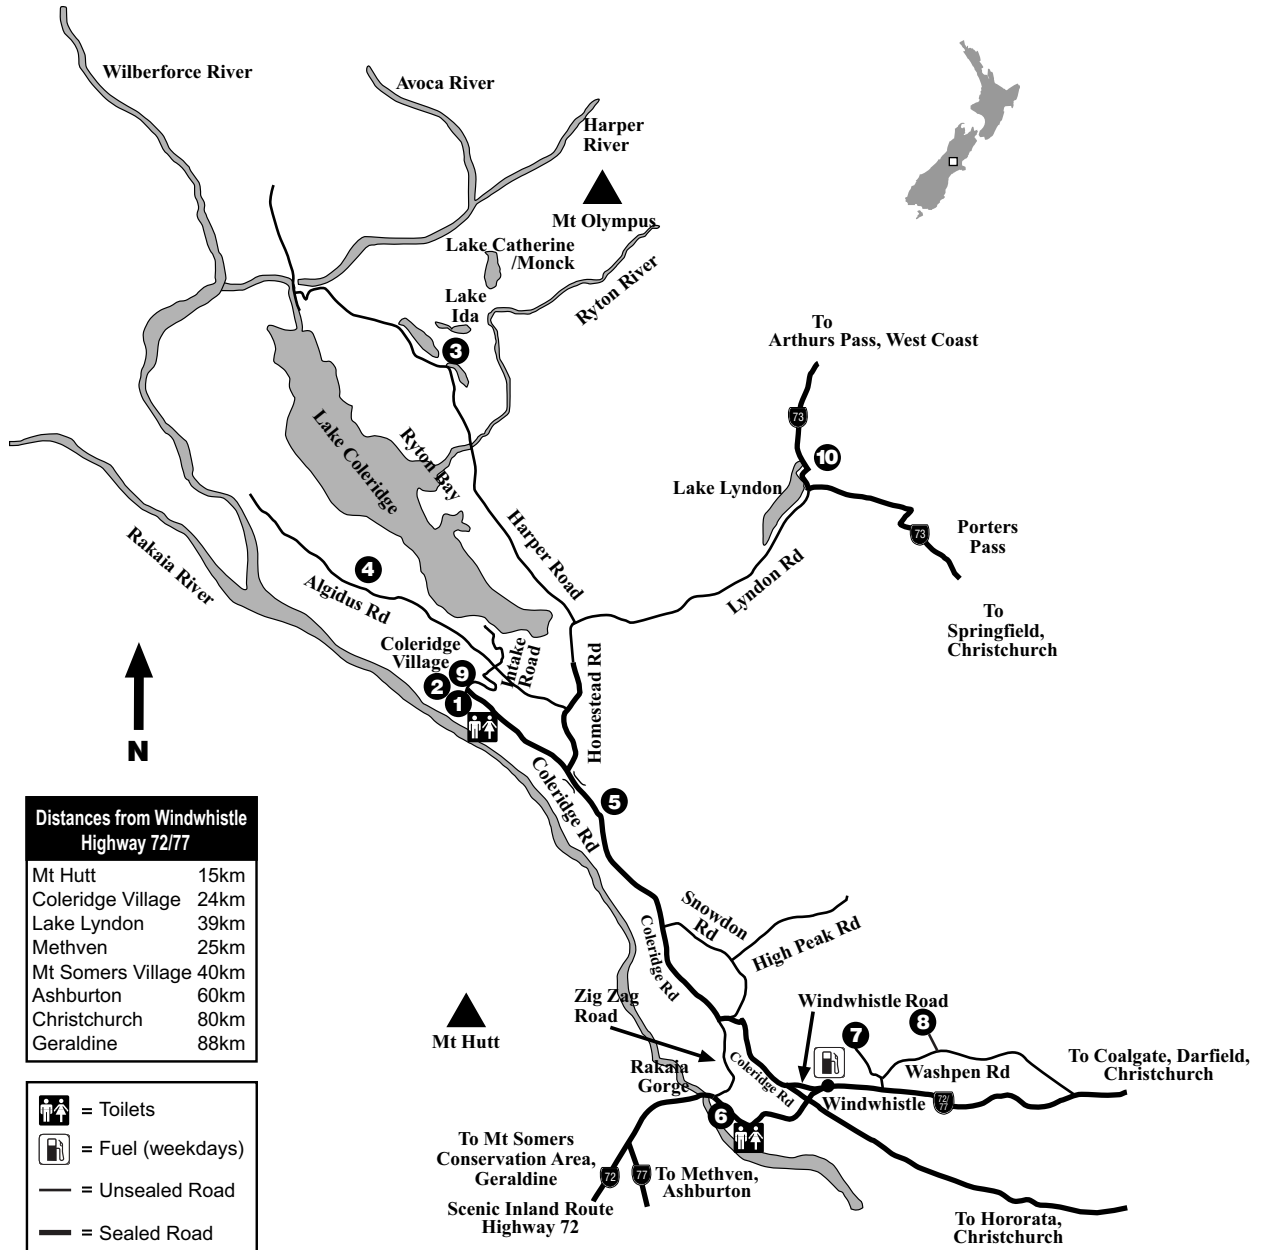 Wilberforce River
Avoca River
Harper
River
Mt Olympus
Lake Catherine
/Monck
Ryton River
Lake
Ida
3
To
Arthurs Pass, West Coast
73
10
Lake Lyndon
Lake Coleridge
Ryton Bay
Harper Road
73
Porters
Pass
Rakaia River
4
Algidus Rd
Lyndon Rd
To
Springfield,
Christchurch
Coleridge
Village
9
2
1
Intake
Road
Homestead Rd
N
Coleridge Rd
5
Distances from Windwhistle
Highway 72/77
Mt Hutt 15km
Coleridge Village 24km
Lake Lyndon 39km
Methven 25km
Mt Somers Village 40km
Ashburton 60km
Christchurch 80km
Geraldine 88km
Snowdon
Rd
High Peak Rd
Coleridge Rd
Zig Zag
Road
Windwhistle Road
7
8
Mt Hutt
Rakaia
Gorge
Coleridge Rd
Washpen Rd
To Coalgate, Darfield,
Christchurch
Windwhistle
72/
77
6
To Mt Somers
Conservation Area,
Geraldine
72
77
To Methven,
Ashburton
Scenic Inland Route
Highway 72
To Hororata,
Christchurch
= Toilets
= Fuel (weekdays)
= Unsealed Road
= Sealed Road